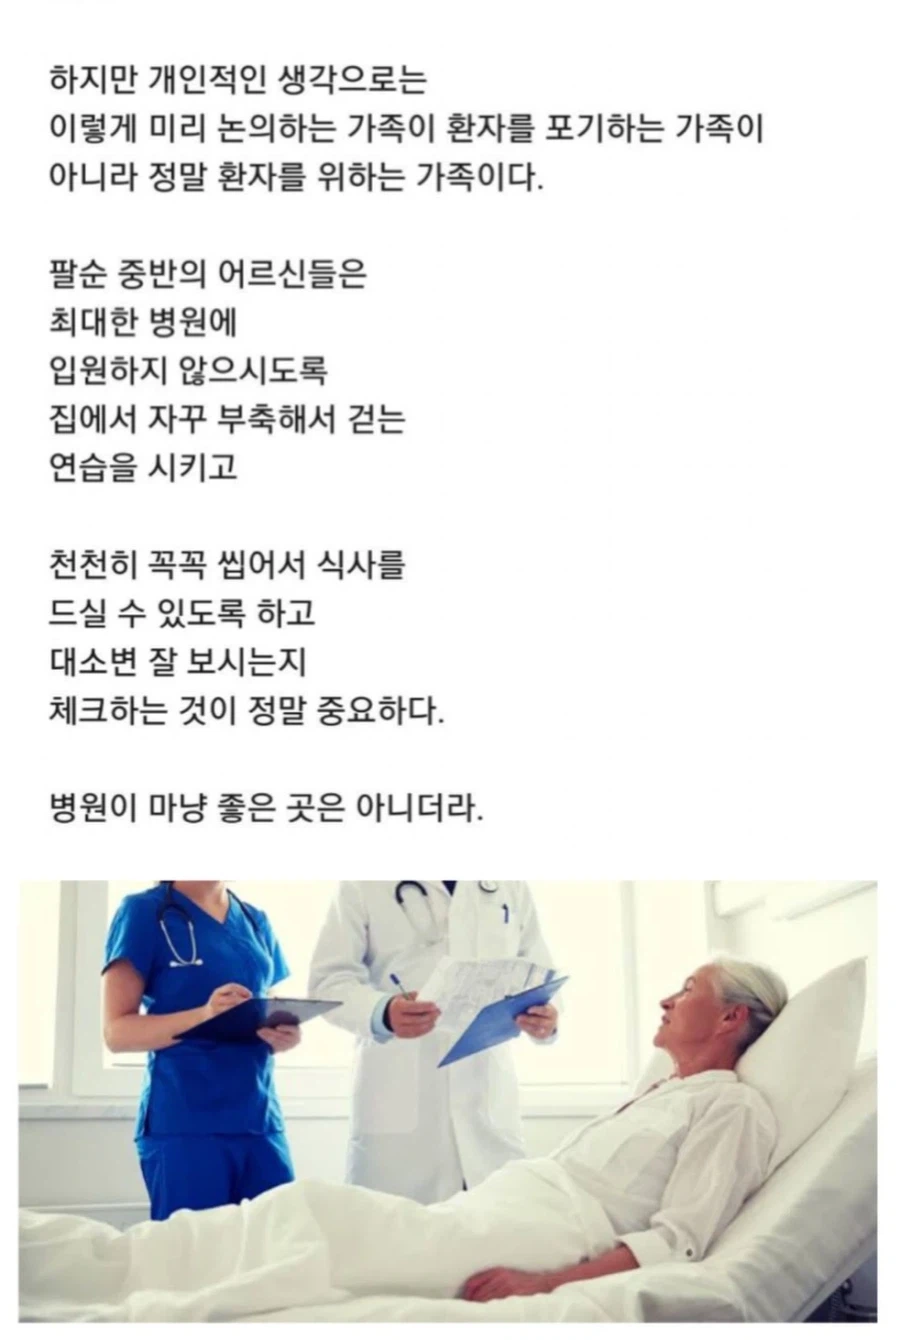 하지만 개인적인 생각으로는
이렇게 미리 논의하는 가족이 환자를 포기하는 가족이
아니라 정말 환자를 위하는 가족이다.
팔순 중반의 어르신들은
최대한 병원에
입원하지 않으시도록
집에서 자꾸 부축해서 걷는
연습을 시키고
천천히 꼭꼭 씹어서 식사를
드실 수 있도록 하고
대소변 잘 보시는지
체크하는 것이 정말 중요하다.
병원이 마냥 좋은 곳은 아니더라.